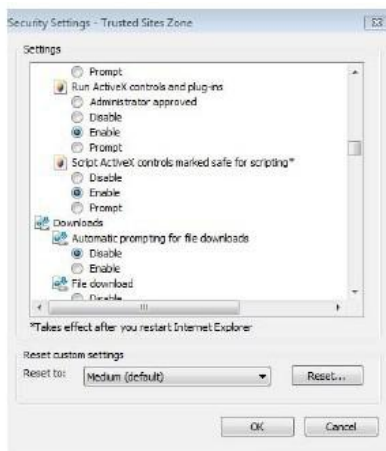 Security Settings - Trusted Sites Zone
Settings
Prompt
Run ActiveX controls and plug-ins
Administrator approved
Disable
Enable
Prompt
Script ActiveX controls marked safe for scripting*
Disable
Enable
Prompt
Downloads
Automatic prompting for file downloads
Disable
Enable
File download
Disable
*Takes effect after you restart Internet Explorer
Reset custom settings
Reset to: Medium (default) Reset...
OK Cancel